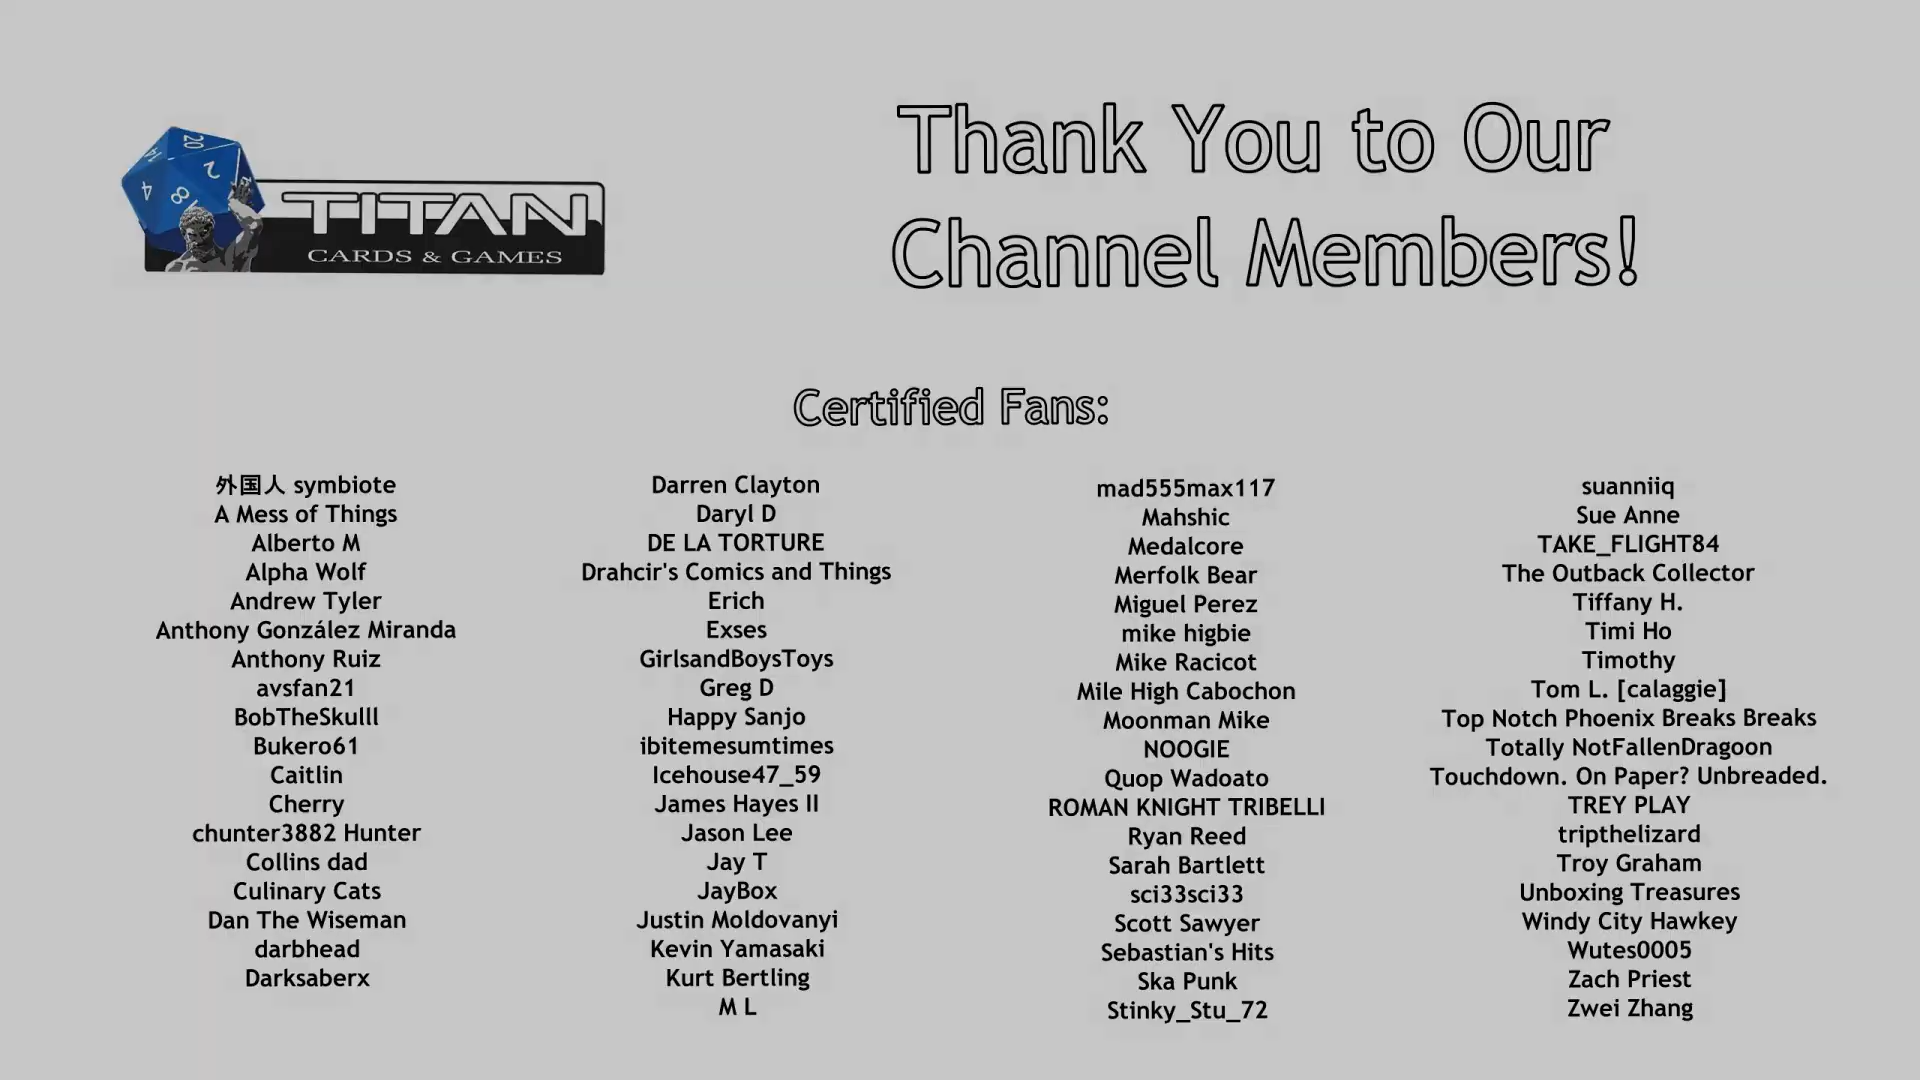 20
14
2
4
8
TITAN
CARDS & GAMES
Thank You to Our
Channel Members!
Certified Fans:
外国人 symbiote
A Mess of Things
Alberto M
Alpha Wolf
Andrew Tyler
Anthony González Miranda
Anthony Ruiz
avsfan21
BobTheSkulll
Bukero61
Caitlin
Cherry
chunter3882 Hunter
Collins dad
Culinary Cats
Dan The Wiseman
darbhead
Darksaberx
Darren Clayton
Daryl D
DE LA TORTURE
Drahcir's Comics and Things
Erich
Exses
GirlsandBoysToys
Greg D
Happy Sanjo
ibitemesumtimes
Icehouse47_59
James Hayes II
Jason Lee
Jay T
JayBox
Justin Moldovanyi
Kevin Yamasaki
Kurt Bertling
M L
mad555max117
Mahshic
Medalcore
Merfolk Bear
Miguel Perez
mike higbie
Mike Racicot
Mile High Cabochon
Moonman Mike
NOOGIE
Quop Wadoato
ROMAN KNIGHT TRIBELLI
Ryan Reed
Sarah Bartlett
sci33sci33
Scott Sawyer
Sebastian's Hits
Ska Punk
Stinky_Stu_72
suanniiq
Sue Anne
TAKE_FLIGHT84
The Outback Collector
Tiffany H.
Timi Ho
Timothy
Tom L. [calaggie]
Top Notch Phoenix Breaks Breaks
Totally NotFallenDragoon
Touchdown. On Paper? Unbreaded.
TREY PLAY
tripthelizard
Troy Graham
Unboxing Treasures
Windy City Hawkey
Wutes0005
Zach Priest
Zwei Zhang